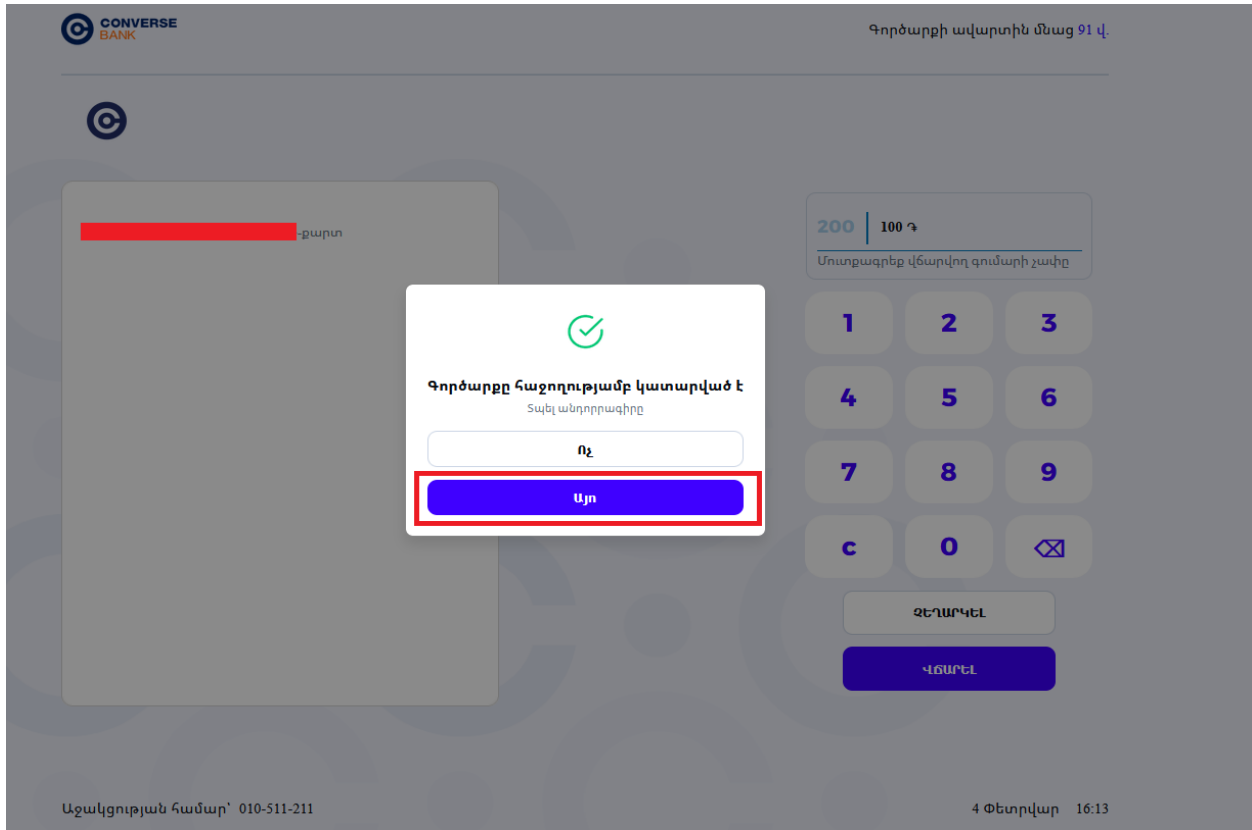 CONVERSE
BANK
Գործարքի ավարտին մնաց 91 վ.
-քարտ
200 100 ֏
Մուտքագրեք վճարվող գումարի չափը
Գործարքը հաջողությամբ կատարված է
Տպել անդորրագիրը
Ոչ
Այո
1 2 3
4 5 6
7 8 9
c 0
ՉԵՂԱՐԿԵԼ
ՎՃԱՐԵԼ
Աջակցության համար՝ 010-511-211
4 Փետրվար 16:13